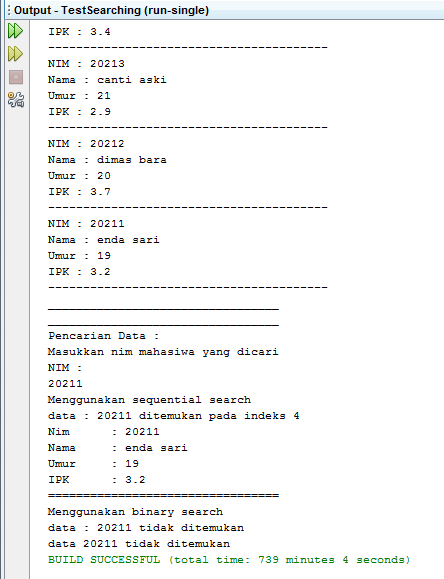 Output - TestSearching (run-single)
IPK : 3.4
----------------------------------------
NIM : 20213
Nama : canti aski
Umur : 21
IPK : 2.9
----------------------------------------
NIM : 20212
Nama : dimas bara
Umur : 20
IPK : 3.7
----------------------------------------
NIM : 20211
Nama : enda sari
Umur : 19
IPK : 3.2
----------------------------------------
_________________________________
_________________________________
Pencarian Data :
Masukkan nim mahasiwa yang dicari
NIM :
20211
Menggunakan sequential search
data : 20211 ditemukan pada indeks 4
Nim      : 20211
Nama     : enda sari
Umur     : 19
IPK      : 3.2
=================================
Menggunakan binary search
data : 20211 tidak ditemukan
data 20211 tidak ditemukan
BUILD SUCCESSFUL (total time: 739 minutes 4 seconds)